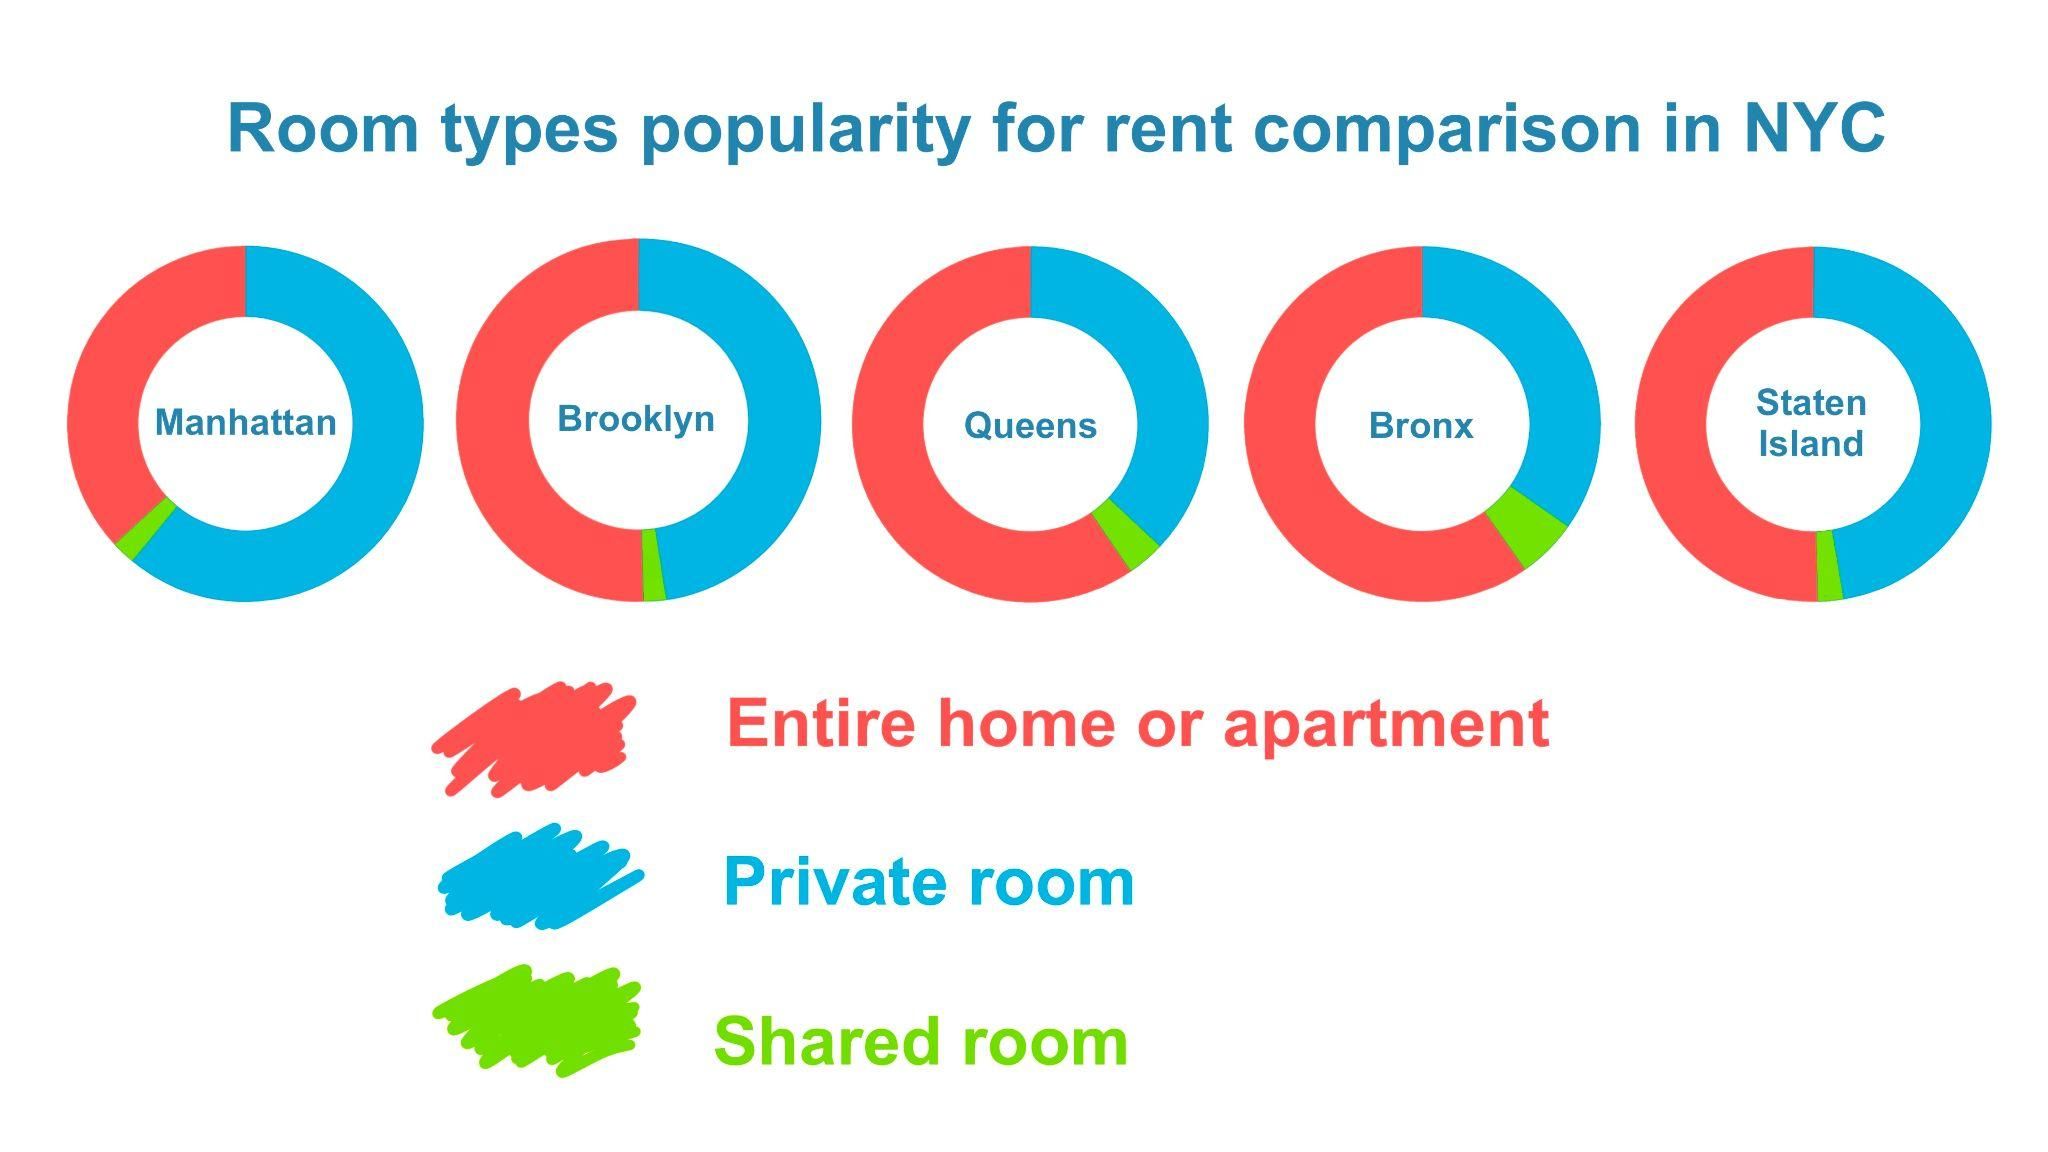 Room types popularity for rent comparison in NYC
Manhattan
Brooklyn
Queens
Bronx
Staten
Island
Entire home or apartment
Private room
Shared room